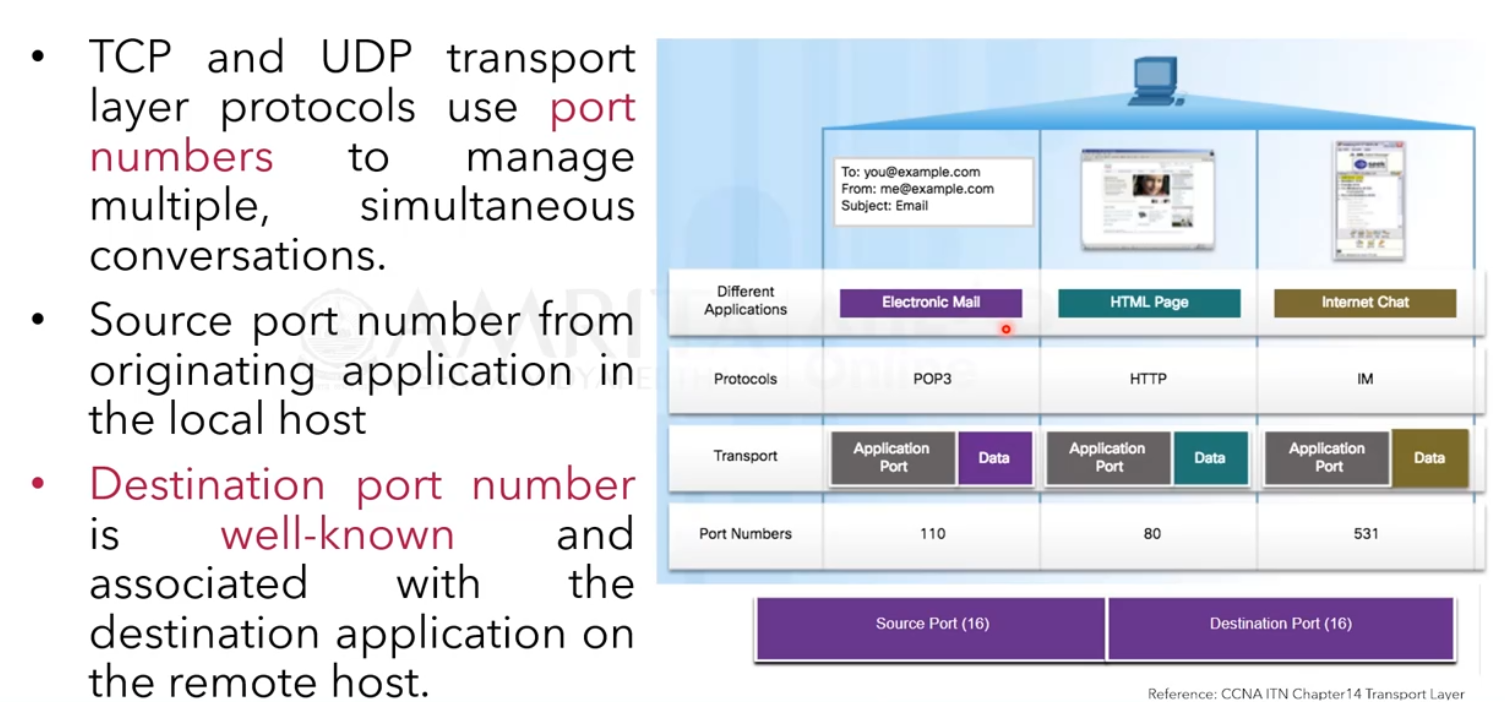 • TCP and UDP transport
layer protocols use port
numbers to manage
multiple, simultaneous
conversations.
• Source port number from
originating application in
the local host
• Destination port number
is well-known and
associated with the
destination application on
the remote host.
To: you@example.com
From: me@example.com
Subject: Email
Different
Applications
Electronic Mail
HTML Page
Internet Chat
Protocols
POP3
HTTP
IM
Transport
Application
Port
Data
Application
Port
Data
Application
Port
Data
Port Numbers
110
80
531
Source Port (16)
Destination Port (16)
Reference: CCNA ITN Chapter14 Transport Layer
AMRITA
Online